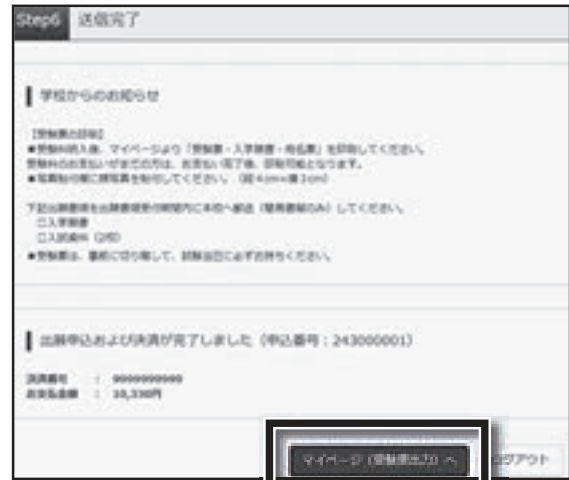 Step6 送信完了
学校からのお知らせ
【受験票の印刷】
●受験料納入後、マイページより「受験票・入学願書・宛名票」を印刷してください。
受験料のお支払いがまだの方は、お支払い完了後、印刷可能となります。
●写真貼付欄に顔写真を貼付してください。（縦4cm×横3cm）
下記出願書類を出願書類受付期間内に本校へ郵送（簡易書留のみ）してください。
□入学願書
●受験票は、事前に切り離して、試験当日に必ずお持ちください。
出願申込および決済が完了しました（申込番号：243000001）
決済番号 : 9999999999
お支払金額 : 10,330円
マイページ（受験票出力）へ
ログアウト